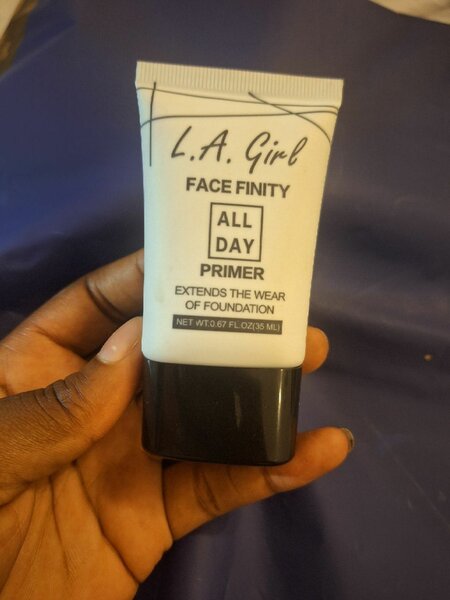 L.A. Girl
FACE FINITY
ALL
DAY
PRIMER
EXTENDS THE WEAR
OF FOUNDATION
NET WT.0.67 FL.OZ(35 ML)